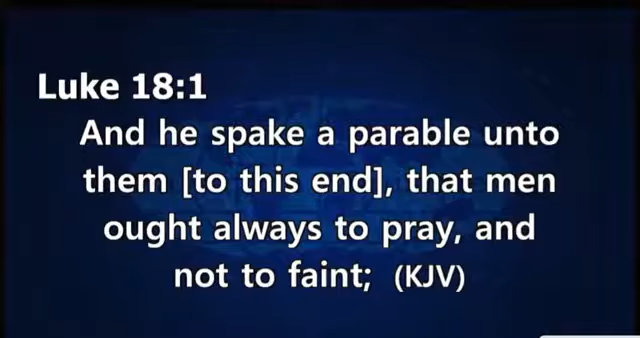 Luke 18:1
And he spake a parable unto
them [to this end], that men
ought always to pray, and
not to faint; (KJV)